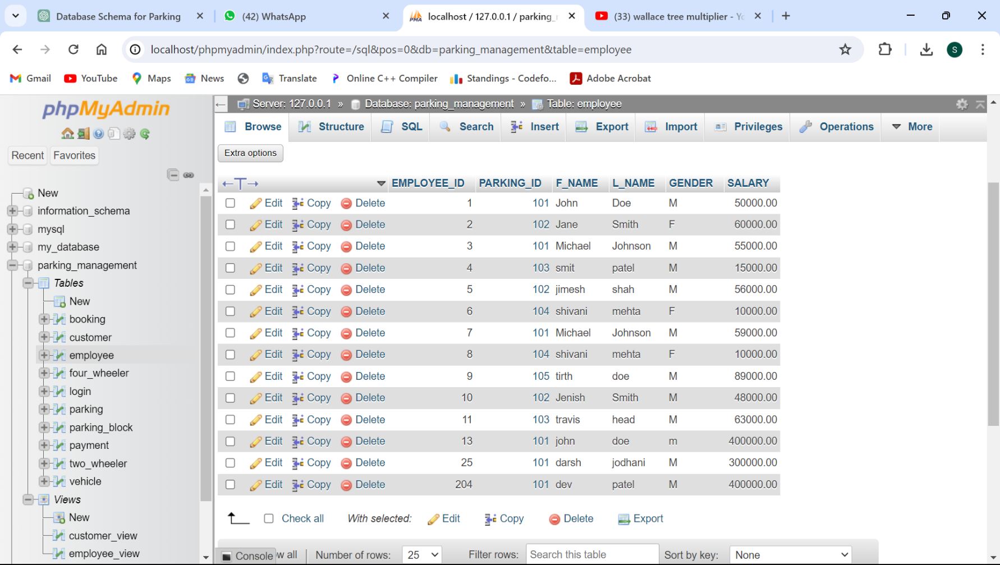 Database Schema for Parking
(42) WhatsApp
localhost / 127.0.0.1 / parking_
(33) wallace tree multiplier -
localhost/phpmyadmin/index.php?route=/sql&pos=0&db=parking_management&table=employee
S
Gmail YouTube Maps News Translate Online C++ Compiler Standings - Codefo... Adobe Acrobat
phpMyAdmin
Recent Favorites
New
information_schema
mysql
my_database
parking_management
Tables
New
booking
customer
employee
four_wheeler
login
parking
parking_block
payment
two_wheeler
vehicle
Views
New
customer_view
employee_view
Server: 127.0.0.1 » Database: parking_management » Table: employee
Browse Structure SQL Search Insert Export Import Privileges Operations More
Extra options
←T→ EMPLOYEE_ID PARKING_ID F_NAME L_NAME GENDER SALARY
Edit Copy Delete 1 101 John Doe M 50000.00
Edit Copy Delete 2 102 Jane Smith F 60000.00
Edit Copy Delete 3 101 Michael Johnson M 55000.00
Edit Copy Delete 4 103 smit patel M 15000.00
Edit Copy Delete 5 102 jimesh shah M 56000.00
Edit Copy Delete 6 104 shivani mehta F 10000.00
Edit Copy Delete 7 101 Michael Johnson M 59000.00
Edit Copy Delete 8 104 shivani mehta F 10000.00
Edit Copy Delete 9 105 tirth doe M 89000.00
Edit Copy Delete 10 102 Jenish Smith M 48000.00
Edit Copy Delete 11 103 travis head M 63000.00
Edit Copy Delete 13 101 john doe m 400000.00
Edit Copy Delete 25 101 darsh jodhani M 300000.00
Edit Copy Delete 204 101 dev patel M 400000.00
Check all With selected: Edit Copy Delete Export
Console w all Number of rows: 25 Filter rows: Search this table Sort by key: None